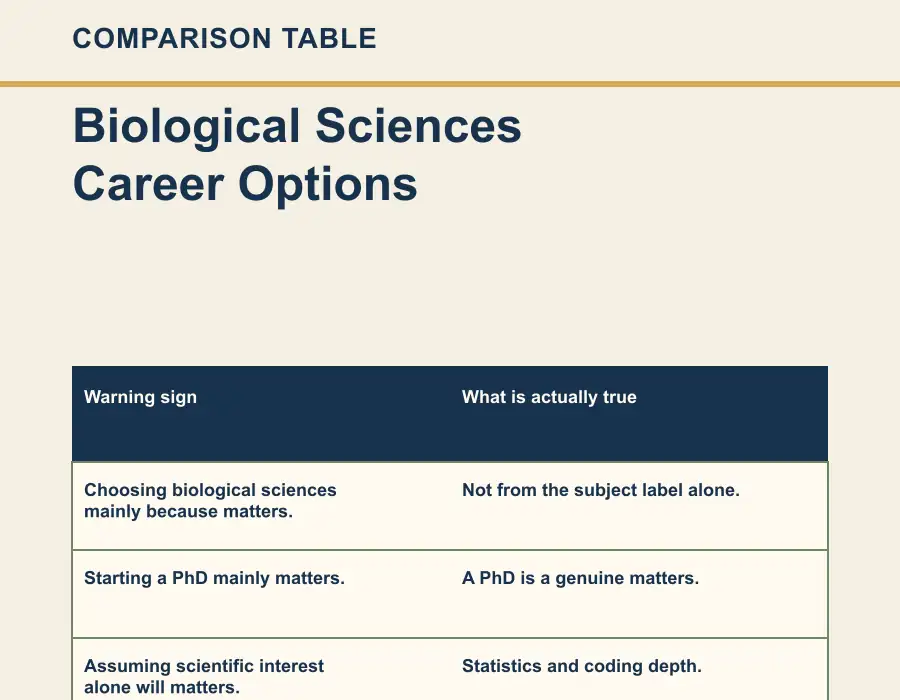 COMPARISON TABLE
Biological Sciences
Career Options
Warning sign
What is actually true
Choosing biological sciences
mainly because matters.
Not from the subject label alone.
Starting a PhD mainly matters.
A PhD is a genuine matters.
Assuming scientific interest
alone will matters.
Statistics and coding depth.